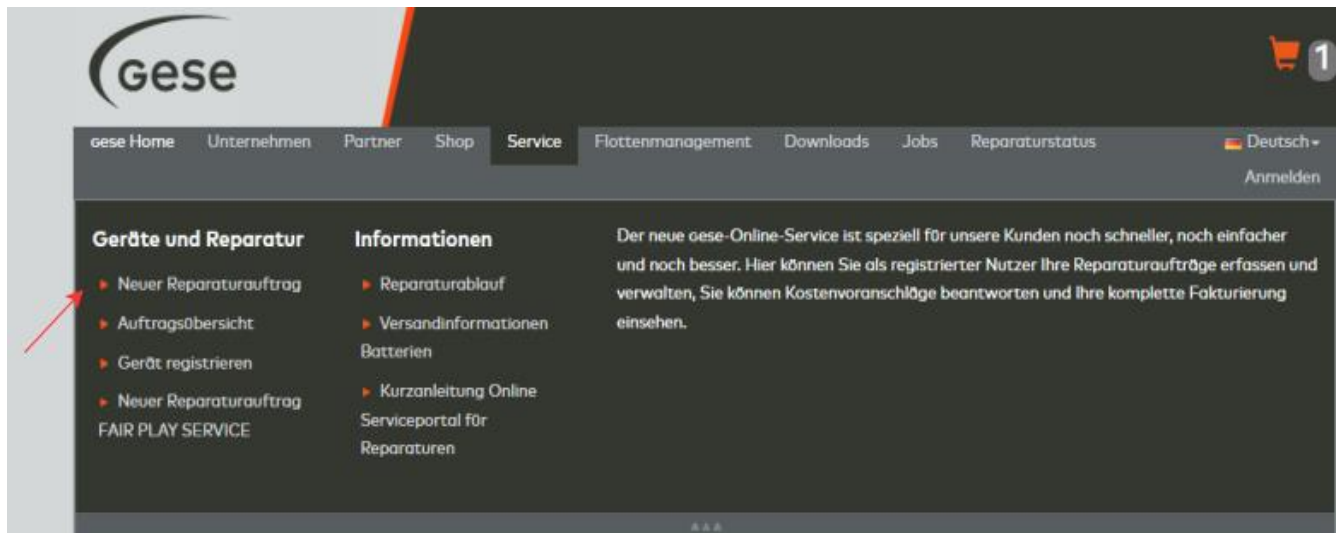 Gese
1
Gese Home Unternehmen Partner Shop Service Flottenmanagement Downloads Jobs Reparaturstatus Deutsch
Anmelden
Geräte und Reparatur
Neuer Reparaturauftrag
Auftragsübersicht
Gerät registrieren
Neuer Reparaturauftrag
FAIR PLAY SERVICE
Informationen
Reparaturablauf
Versandinformationen
Batterien
Kurzanleitung Online
Serviceportal für
Reparaturen
Der neue Gese-Online-Service ist speziell für unsere Kunden noch schneller, noch einfacher
und noch besser. Hier können Sie als registrierter Nutzer Ihre Reparaturaufträge erfassen und
verwalten, Sie können Kostenvoranschläge beantworten und Ihre komplette Fakturierung
einsehen.